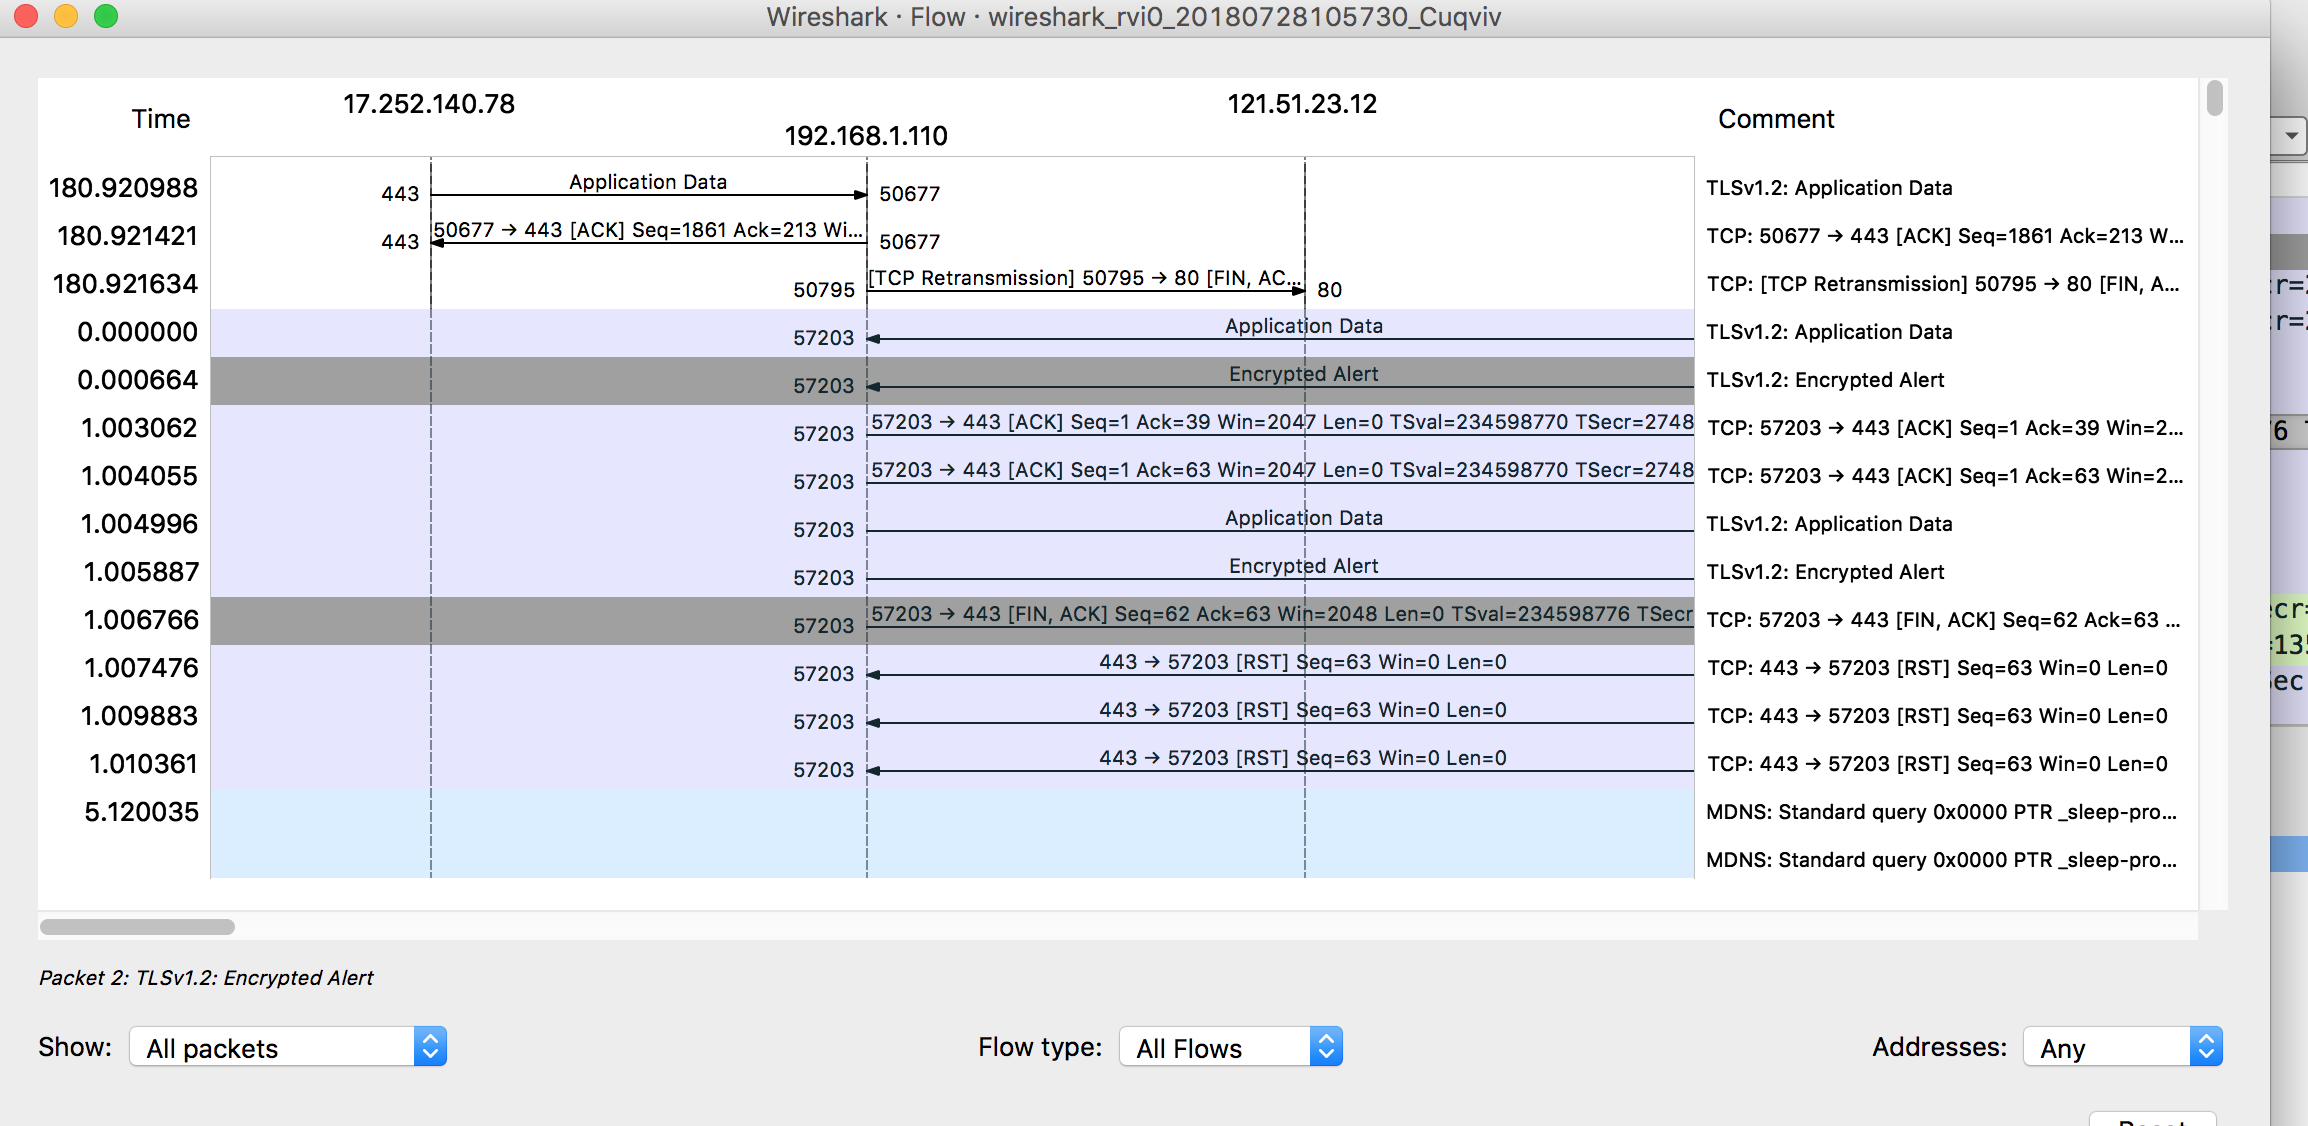 Wireshark · Flow · wireshark_rvi0_20180728105730_Cuqviv
Time 17.252.140.78 192.168.1.110 121.51.23.12 Comment
180.920988 443 Application Data 50677 TLSv1.2: Application Data
180.921421 443 50677 → 443 [ACK] Seq=1861 Ack=213 Wi... 50677 TCP: 50677 → 443 [ACK] Seq=1861 Ack=213 W...
180.921634 50795 [TCP Retransmission] 50795 → 80 [FIN, AC... 80 TCP: [TCP Retransmission] 50795 → 80 [FIN, A...
0.000000 57203 Application Data TLSv1.2: Application Data
0.000664 57203 Encrypted Alert TLSv1.2: Encrypted Alert
1.003062 57203 57203 → 443 [ACK] Seq=1 Ack=39 Win=2047 Len=0 TSval=234598770 TSecr=2748 TCP: 57203 → 443 [ACK] Seq=1 Ack=39 Win=2...
1.004055 57203 57203 → 443 [ACK] Seq=1 Ack=63 Win=2047 Len=0 TSval=234598770 TSecr=2748 TCP: 57203 → 443 [ACK] Seq=1 Ack=63 Win=2...
1.004996 57203 Application Data TLSv1.2: Application Data
1.005887 57203 Encrypted Alert TLSv1.2: Encrypted Alert
1.006766 57203 57203 → 443 [FIN, ACK] Seq=62 Ack=63 Win=2048 Len=0 TSval=234598776 TSecr TCP: 57203 → 443 [FIN, ACK] Seq=62 Ack=63 ...
1.007476 57203 443 → 57203 [RST] Seq=63 Win=0 Len=0 TCP: 443 → 57203 [RST] Seq=63 Win=0 Len=0
1.009883 57203 443 → 57203 [RST] Seq=63 Win=0 Len=0 TCP: 443 → 57203 [RST] Seq=63 Win=0 Len=0
1.010361 57203 443 → 57203 [RST] Seq=63 Win=0 Len=0 TCP: 443 → 57203 [RST] Seq=63 Win=0 Len=0
5.120035 MDNS: Standard query 0x0000 PTR _sleep-pro...
MDNS: Standard query 0x0000 PTR _sleep-pro...
Packet 2: TLSv1.2: Encrypted Alert
Show: All packets Flow type: All Flows Addresses: Any